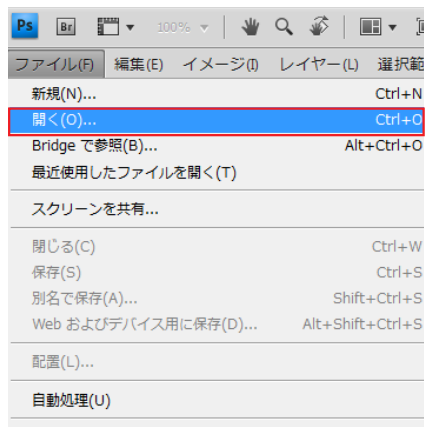 Ps Br 100%
ファイル(F) 編集(E) イメージ(I) レイヤー(L) 選択範
新規(N)... Ctrl+N
開く(O)... Ctrl+O
Bridge で参照(B)... Alt+Ctrl+O
最近使用したファイルを開く(T)
スクリーンを共有...
閉じる(C) Ctrl+W
保存(S) Ctrl+S
別名で保存(A)... Shift+Ctrl+S
Web およびデバイス用に保存(D)... Alt+Shift+Ctrl+S
配置(L)...
自動処理(U)